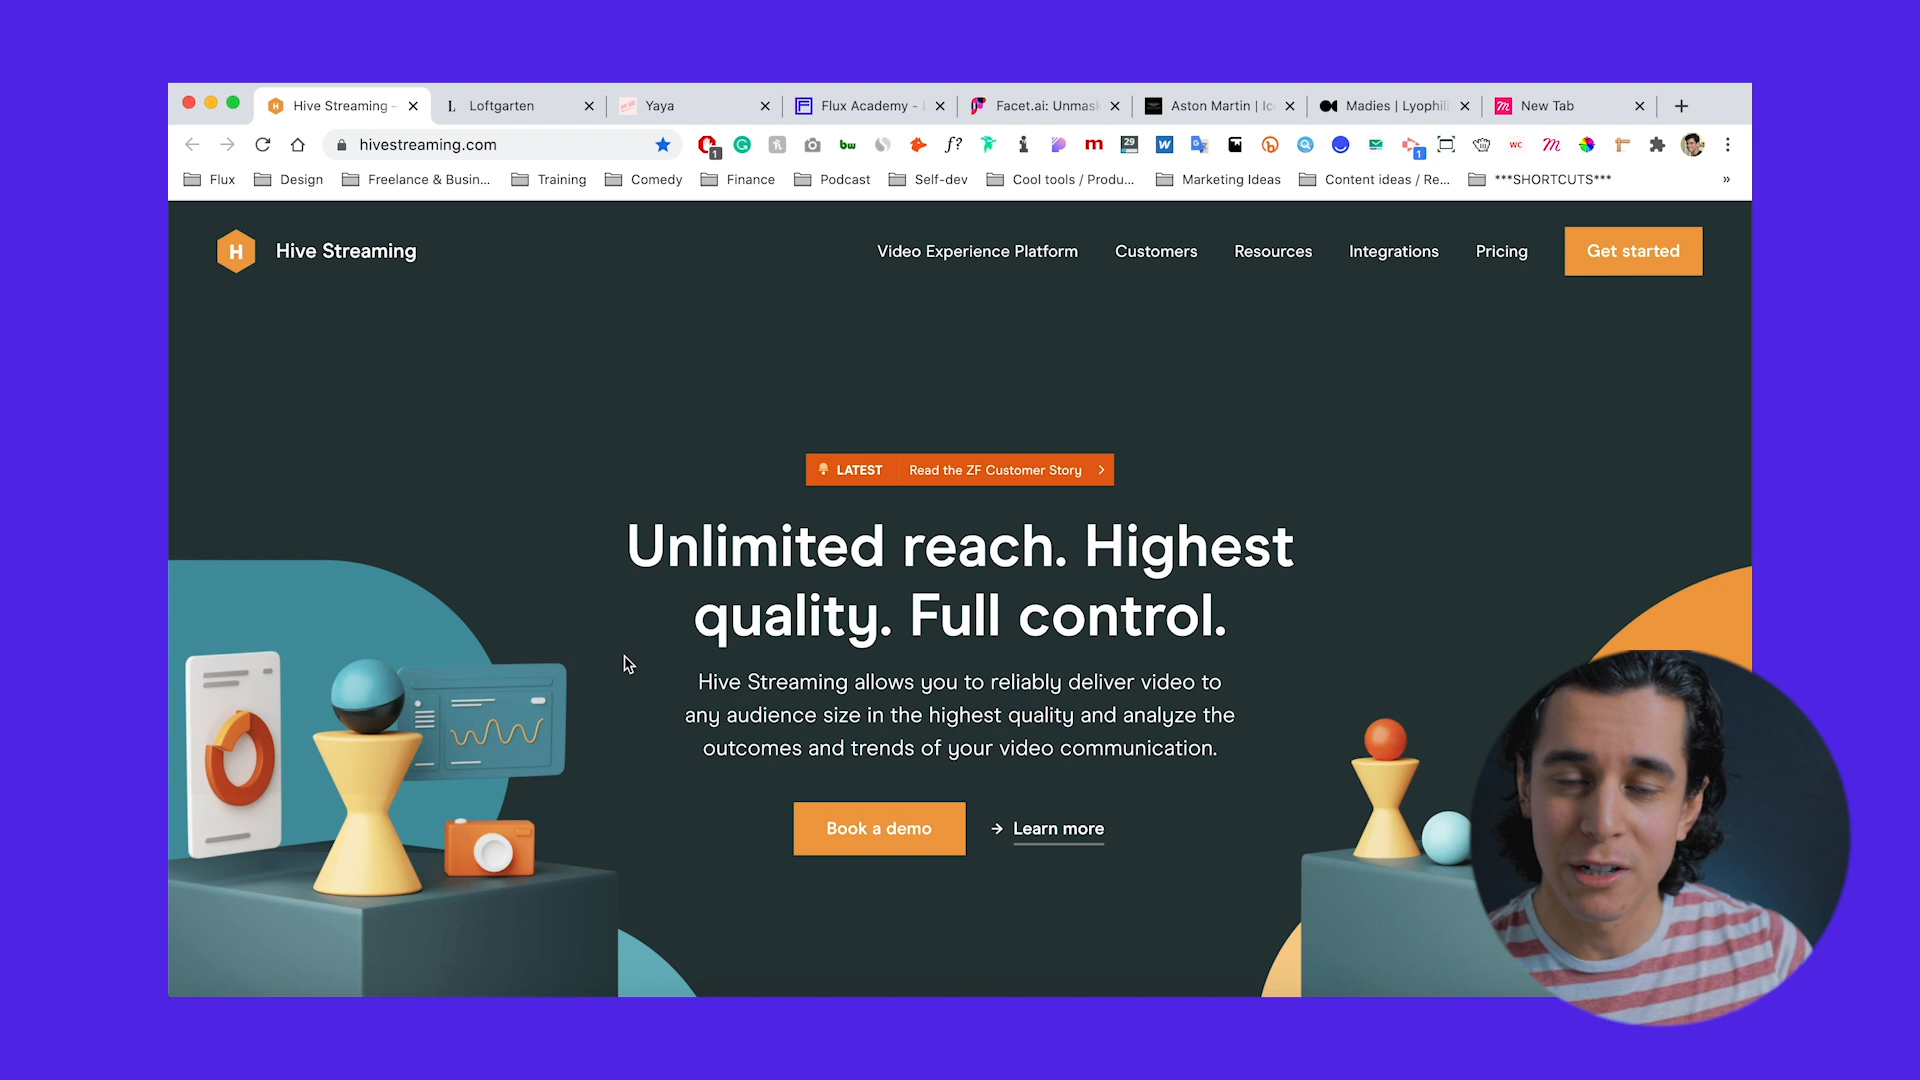 Hive Streaming -
Loftgarten
Yaya
Flux Academy -
Facet.ai: Unmas
Aston Martin | Ic
Madies | Lyophili
New Tab
hivestreaming.com
Flux
Design
Freelance & Busin...
Training
Comedy
Finance
Podcast
Self-dev
Cool tools / Produ...
Marketing Ideas
Content ideas / Re...
***SHORTCUTS***
»
H
Hive Streaming
Video Experience Platform
Customers
Resources
Integrations
Pricing
Get started
LATEST
Read the ZF Customer Story
Unlimited reach. Highest
quality. Full control.
Hive Streaming allows you to reliably deliver video to
any audience size in the highest quality and analyze the
outcomes and trends of your video communication.
Book a demo
Learn more